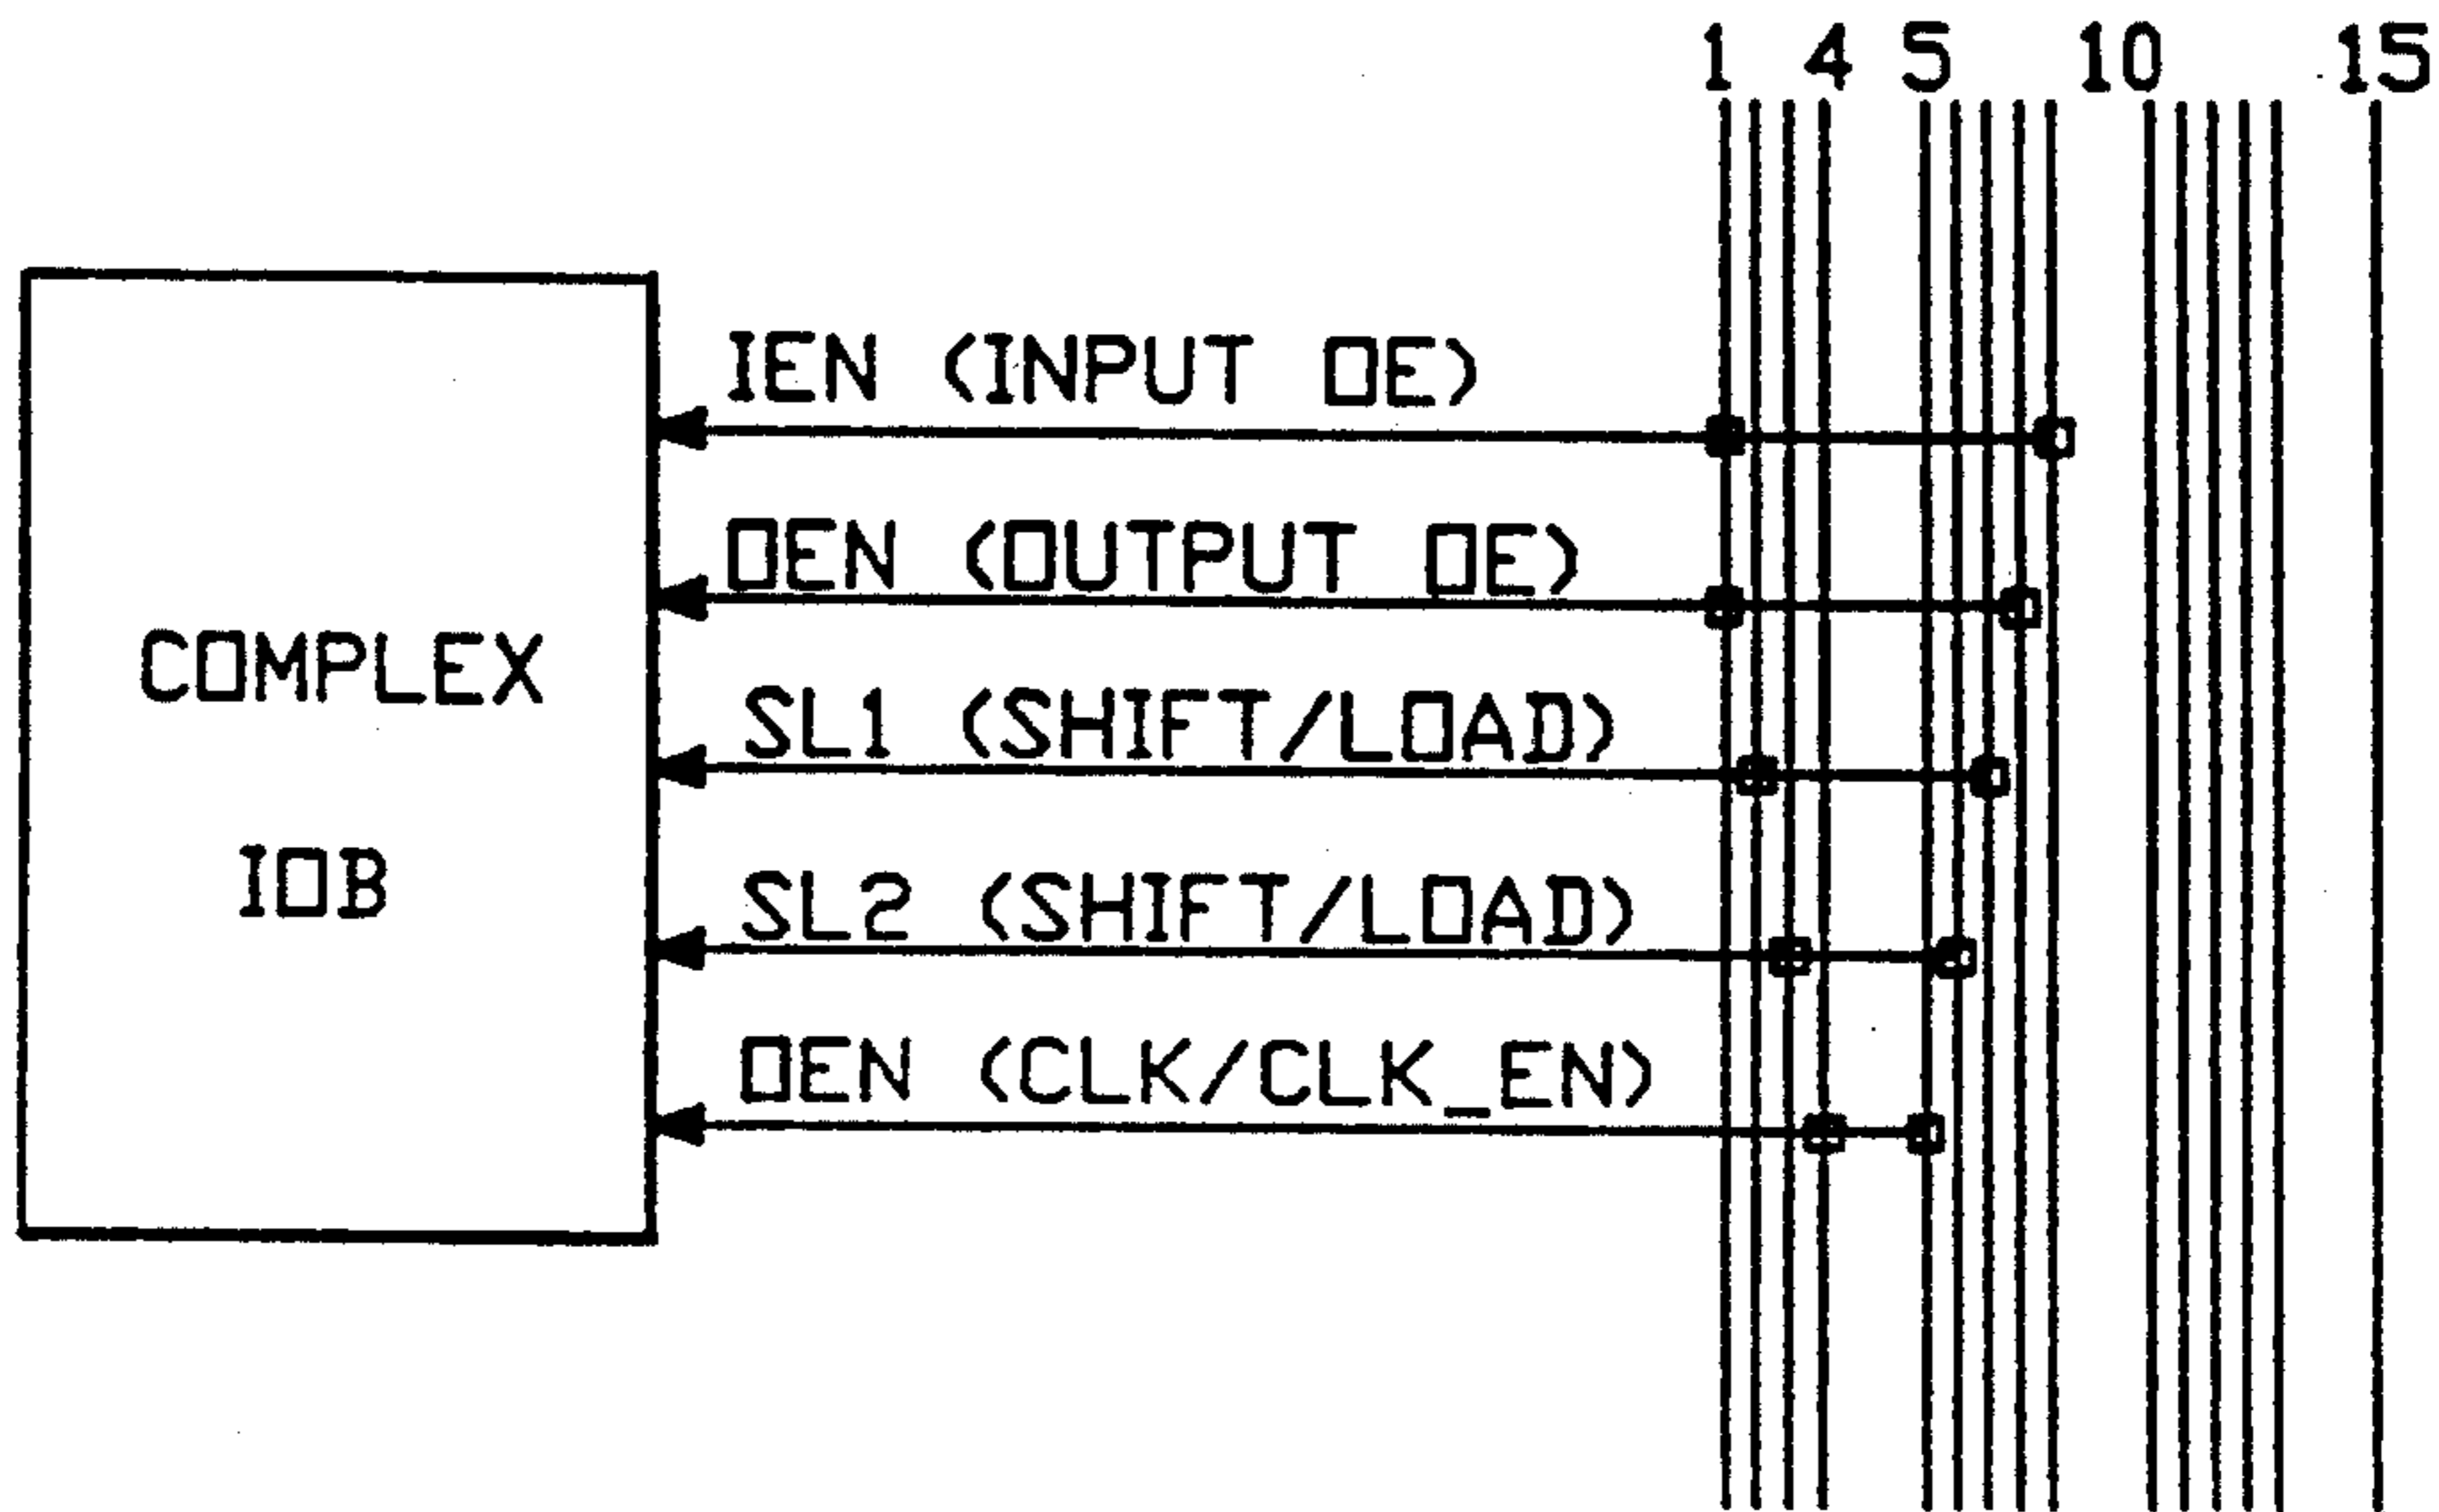 1 4 5 10 15
IEN (INPUT OE)
OEN (OUTPUT OE)
COMPLEX
SL1 (SHIFT/LOAD)
IOB
SL2 (SHIFT/LOAD)
OEN (CLK/CLK_EN)